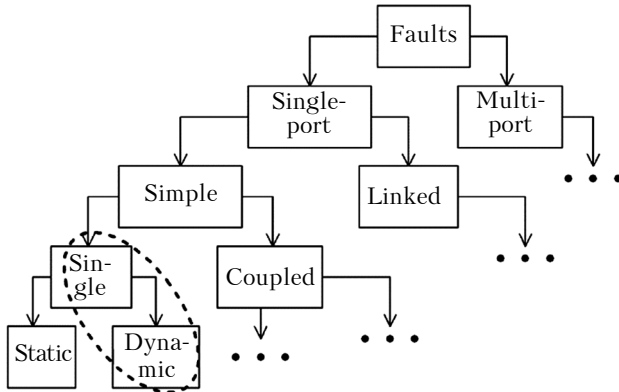 Faults
Single-
port
Multi-
port
Simple
Linked
Sin-
gle
Coupled
Static
Dyna-
mic